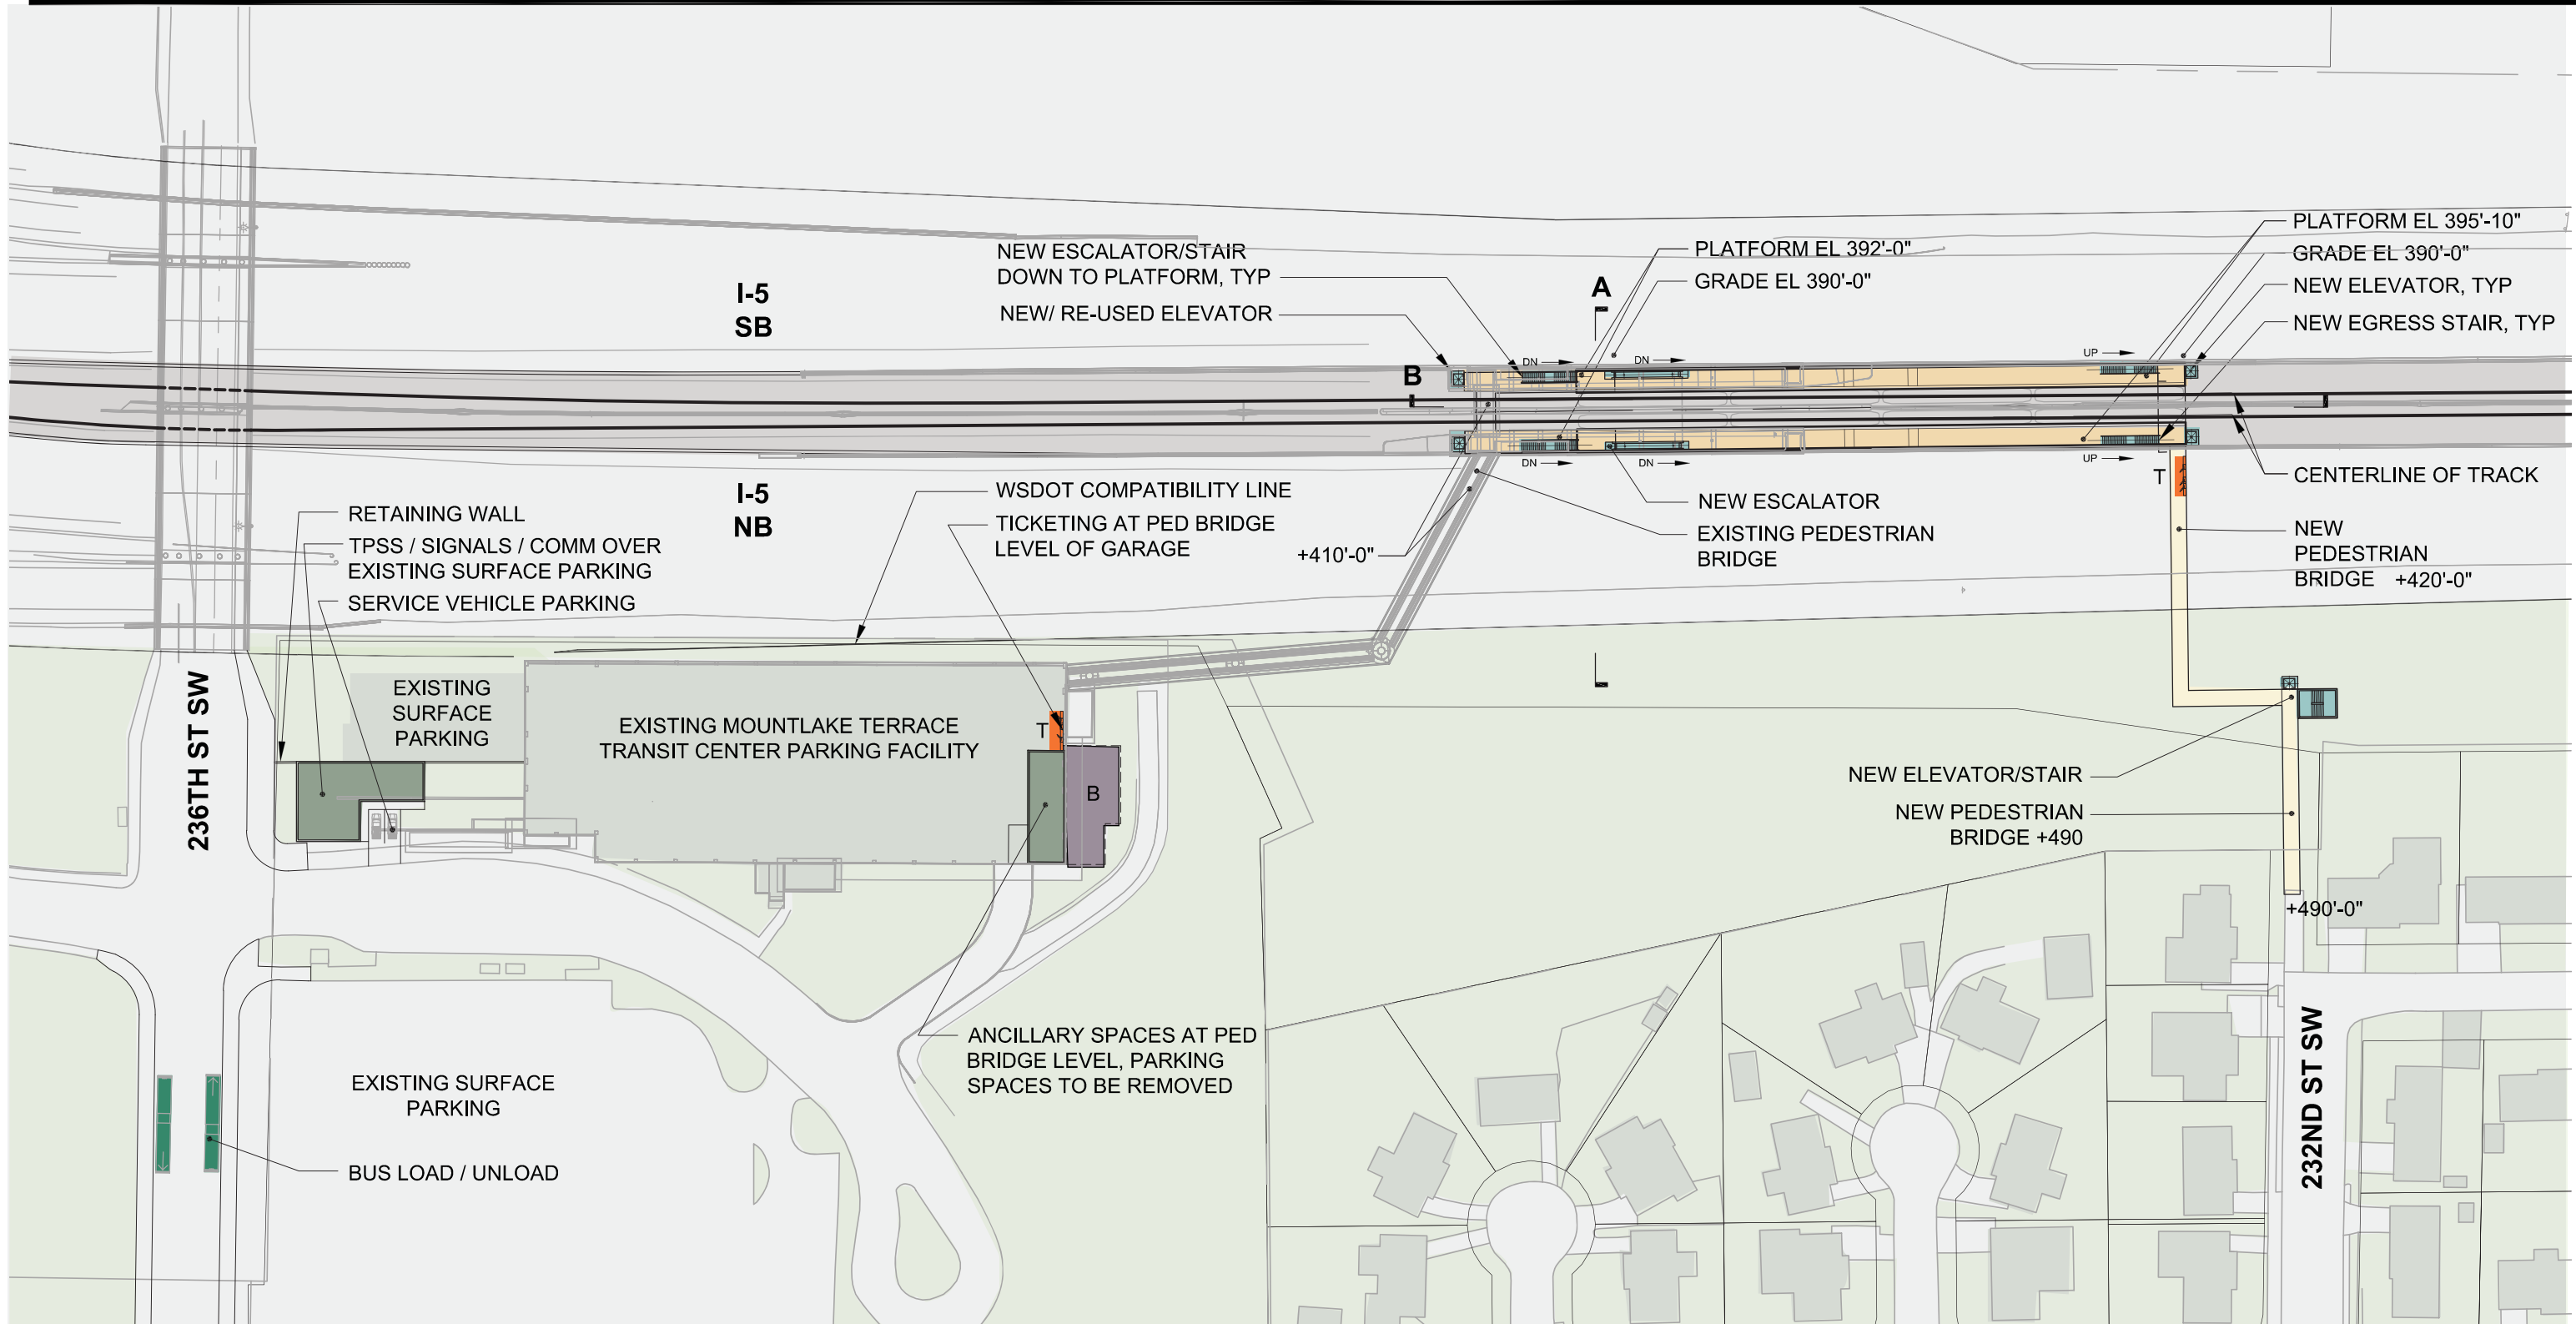 I-5
SB
NEW ESCALATOR/STAIR
DOWN TO PLATFORM, TYP
NEW/ RE-USED ELEVATOR
A
PLATFORM EL 392'-0"
GRADE EL 390'-0"
PLATFORM EL 395'-10"
GRADE EL 390'-0"
NEW ELEVATOR, TYP
NEW EGRESS STAIR, TYP
B
DN
DN
UP
DN
DN
UP
I-5
NB
WSDOT COMPATIBILITY LINE
TICKETING AT PED BRIDGE
LEVEL OF GARAGE
+410'-0"
NEW ESCALATOR
EXISTING PEDESTRIAN
BRIDGE
T
CENTERLINE OF TRACK
NEW
PEDESTRIAN
BRIDGE +420'-0"
RETAINING WALL
TPSS / SIGNALS / COMM OVER
EXISTING SURFACE PARKING
SERVICE VEHICLE PARKING
236TH ST SW
EXISTING
SURFACE
PARKING
EXISTING MOUNTLAKE TERRACE
TRANSIT CENTER PARKING FACILITY
T
B
NEW ELEVATOR/STAIR
NEW PEDESTRIAN
BRIDGE +490
+490'-0"
ANCILLARY SPACES AT PED
BRIDGE LEVEL, PARKING
SPACES TO BE REMOVED
EXISTING SURFACE
PARKING
BUS LOAD / UNLOAD
232ND ST SW